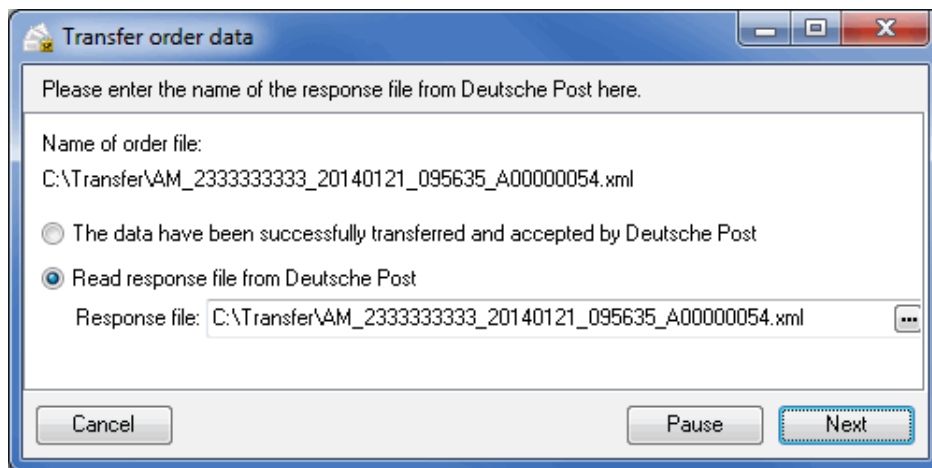 Transfer order data
Please enter the name of the response file from Deutsche Post here.
Name of order file:
C:\Transfer\AM_2333333333_20140121_095635_A00000054.xml
The data have been successfully transferred and accepted by Deutsche Post
Read response file from Deutsche Post
Response file: C:\Transfer\AM_2333333333_20140121_095635_A00000054.xml ...
Cancel Pause Next